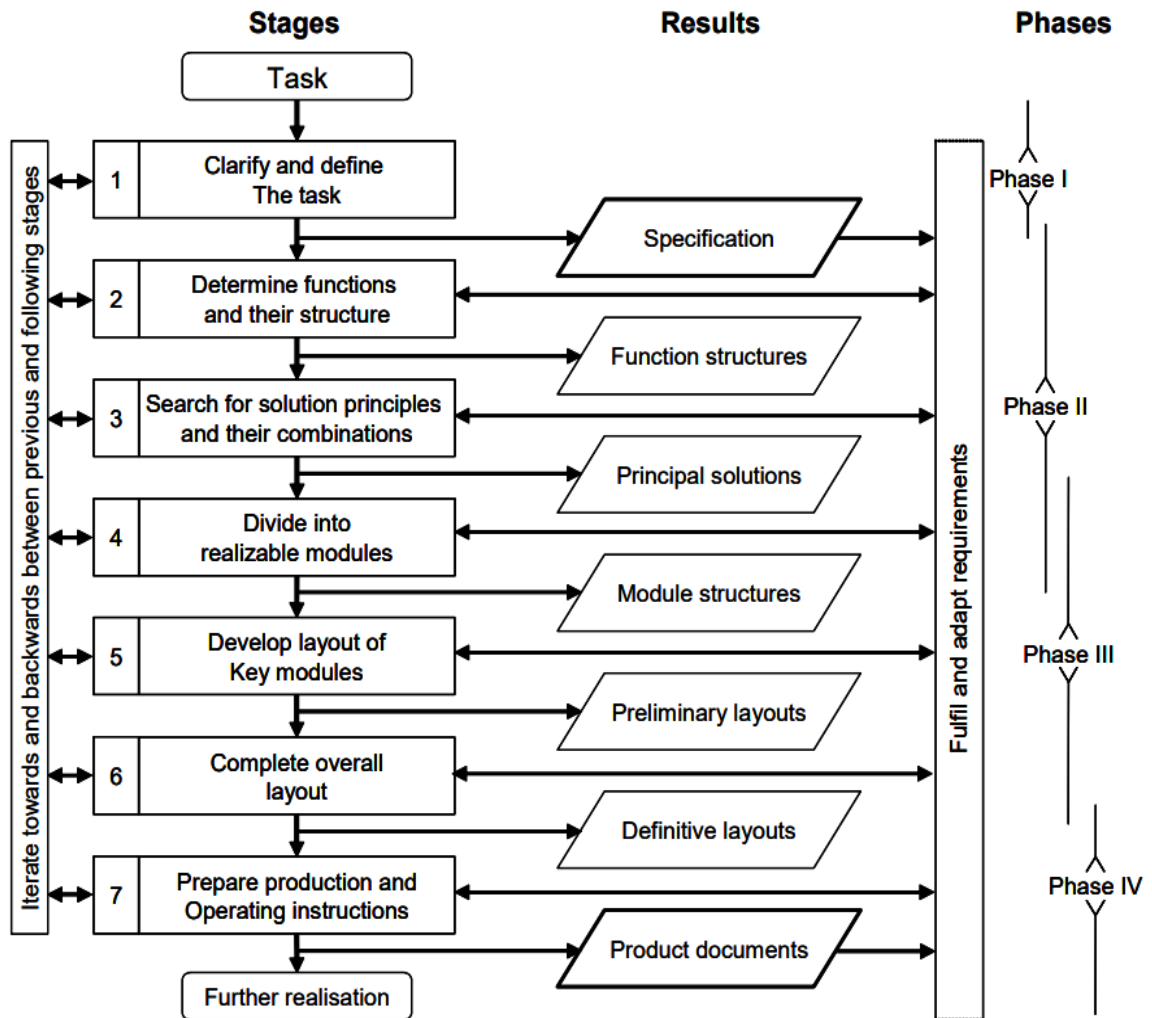 Stages
Results
Phases
Task
1
Clarify and define
The task
Phase I
Specification
2
Determine functions
and their structure
Function structures
3
Search for solution principles
and their combinations
Phase II
Principal solutions
4
Divide into
realizable modules
Module structures
5
Develop layout of
Key modules
Phase III
Preliminary layouts
6
Complete overall
layout
Definitive layouts
7
Prepare production and
Operating instructions
Phase IV
Product documents
Further realisation
Iterate towards and backwards between previous and following stages
Fulfil and adapt requirements